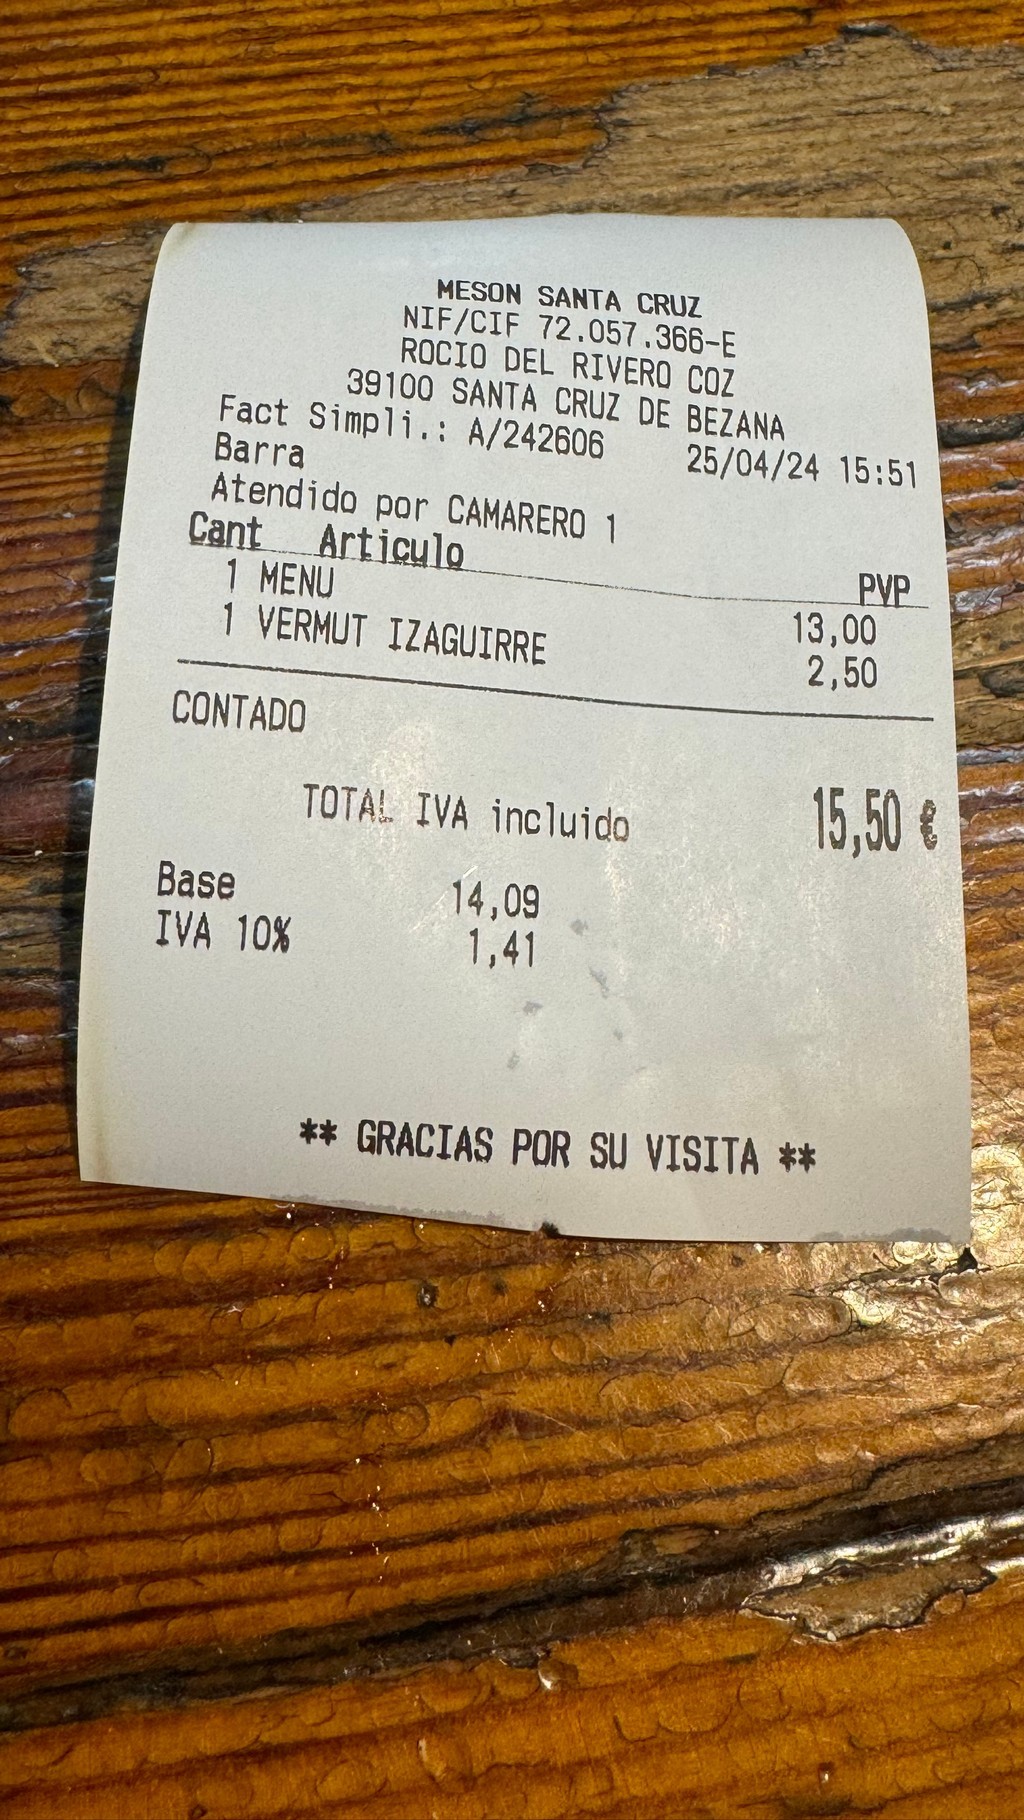 MESON SANTA CRUZ
NIF/CIF 72.057.366-E
ROCIO DEL RIVERO COZ
39100 SANTA CRUZ DE BEZANA
Fact Simpli.: A/242606 25/04/24 15:51
Barra
Atendido por CAMARERO 1
Cant Articulo PVP
1 MENU 13,00
1 VERMUT IZAGUIRRE 2,50
CONTADO
TOTAL IVA incluido 15,50 €
Base 14,09
IVA 10% 1,41
** GRACIAS POR SU VISITA **